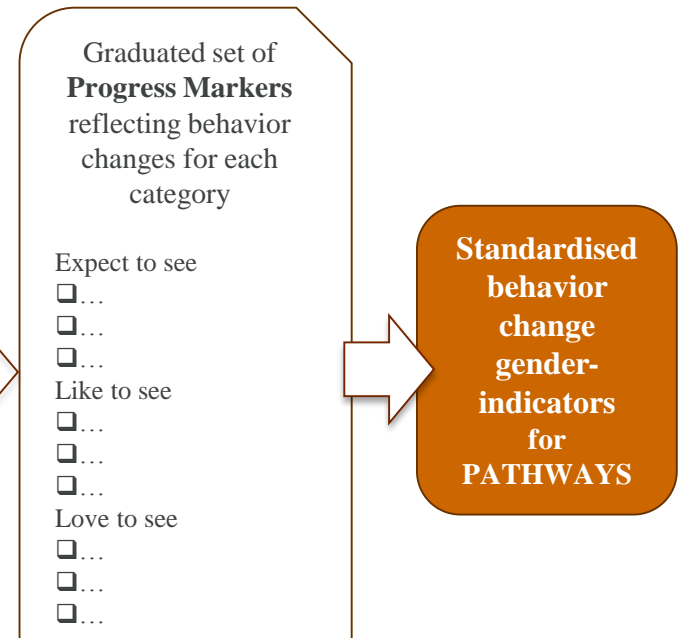 Graduated set of
Progress Markers
reflecting behavior
changes for each
category
Expect to see
❑…
❑…
❑…
Like to see
❑…
❑…
❑…
Love to see
❑…
❑…
❑…
Standardised
behavior
change
gender-
indicators
for
PATHWAYS